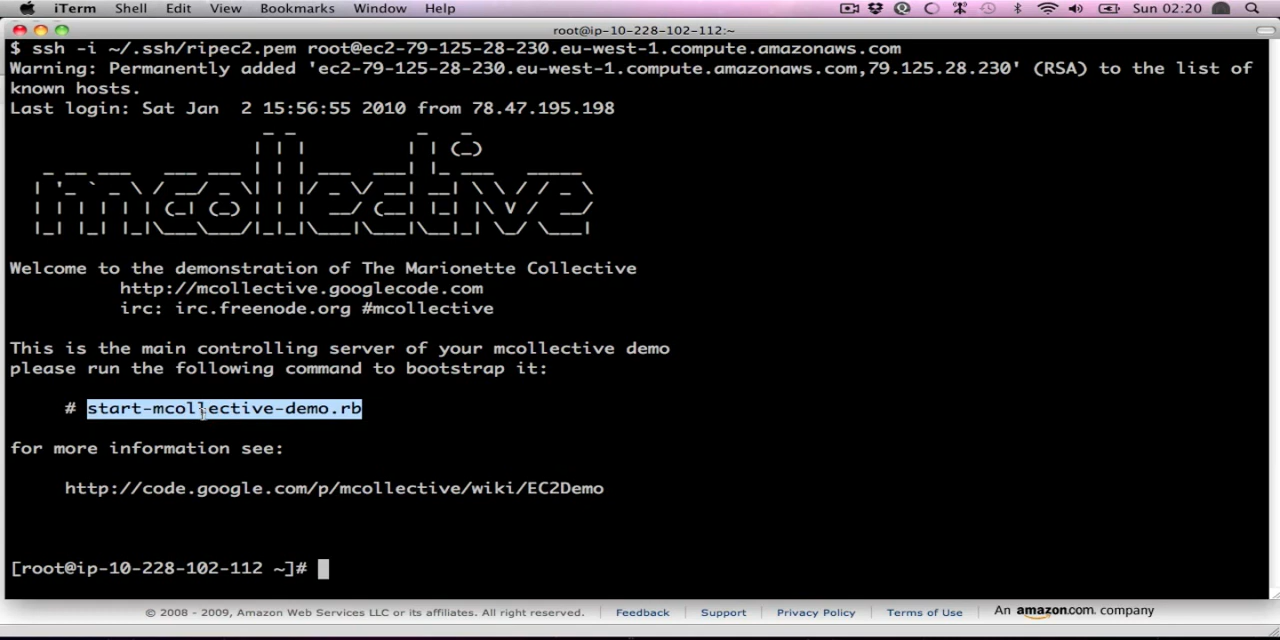 iTerm Shell Edit View Bookmarks Window Help Sun 02:20
root@ip-10-228-102-112:~
$ ssh -i ~/.ssh/ripec2.pem root@ec2-79-125-28-230.eu-west-1.compute.amazonaws.com
Warning: Permanently added 'ec2-79-125-28-230.eu-west-1.compute.amazonaws.com,79.125.28.230' (RSA) to the list of
known hosts.
Last login: Sat Jan  2 15:56:55 2010 from 78.47.195.198
mcollective
Welcome to the demonstration of The Marionette Collective
http://mcollective.googlecode.com
irc: irc.freenode.org #mcollective
This is the main controlling server of your mcollective demo
please run the following command to bootstrap it:
# start-mcollective-demo.rb
for more information see:
http://code.google.com/p/mcollective/wiki/EC2Demo
[root@ip-10-228-102-112 ~]#
© 2008 - 2009, Amazon Web Services LLC or its affiliates. All right reserved. | Feedback | Support | Privacy Policy | Terms of Use | An amazon.com company